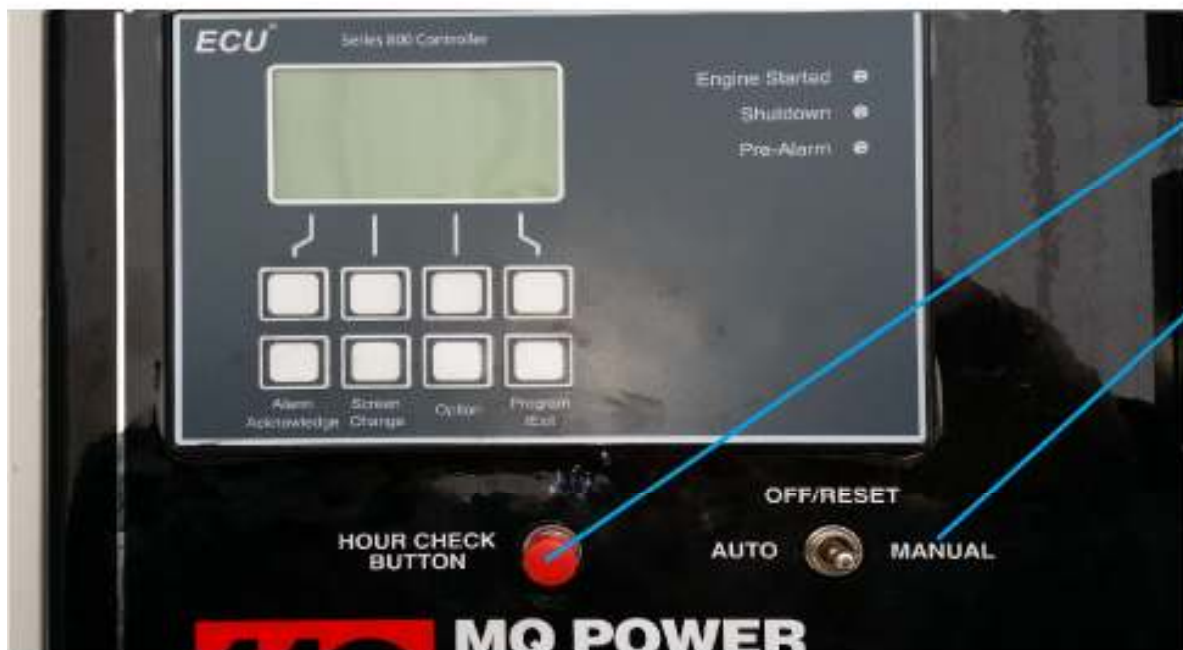 ECU
Series 800 Controller
Engine Started
Shutdown
Pre-Alarm
Alarm
Acknowledge
Screen
Change
Option
Program
/Exit
HOUR CHECK
BUTTON
OFF/RESET
AUTO
MANUAL
MQ POWER